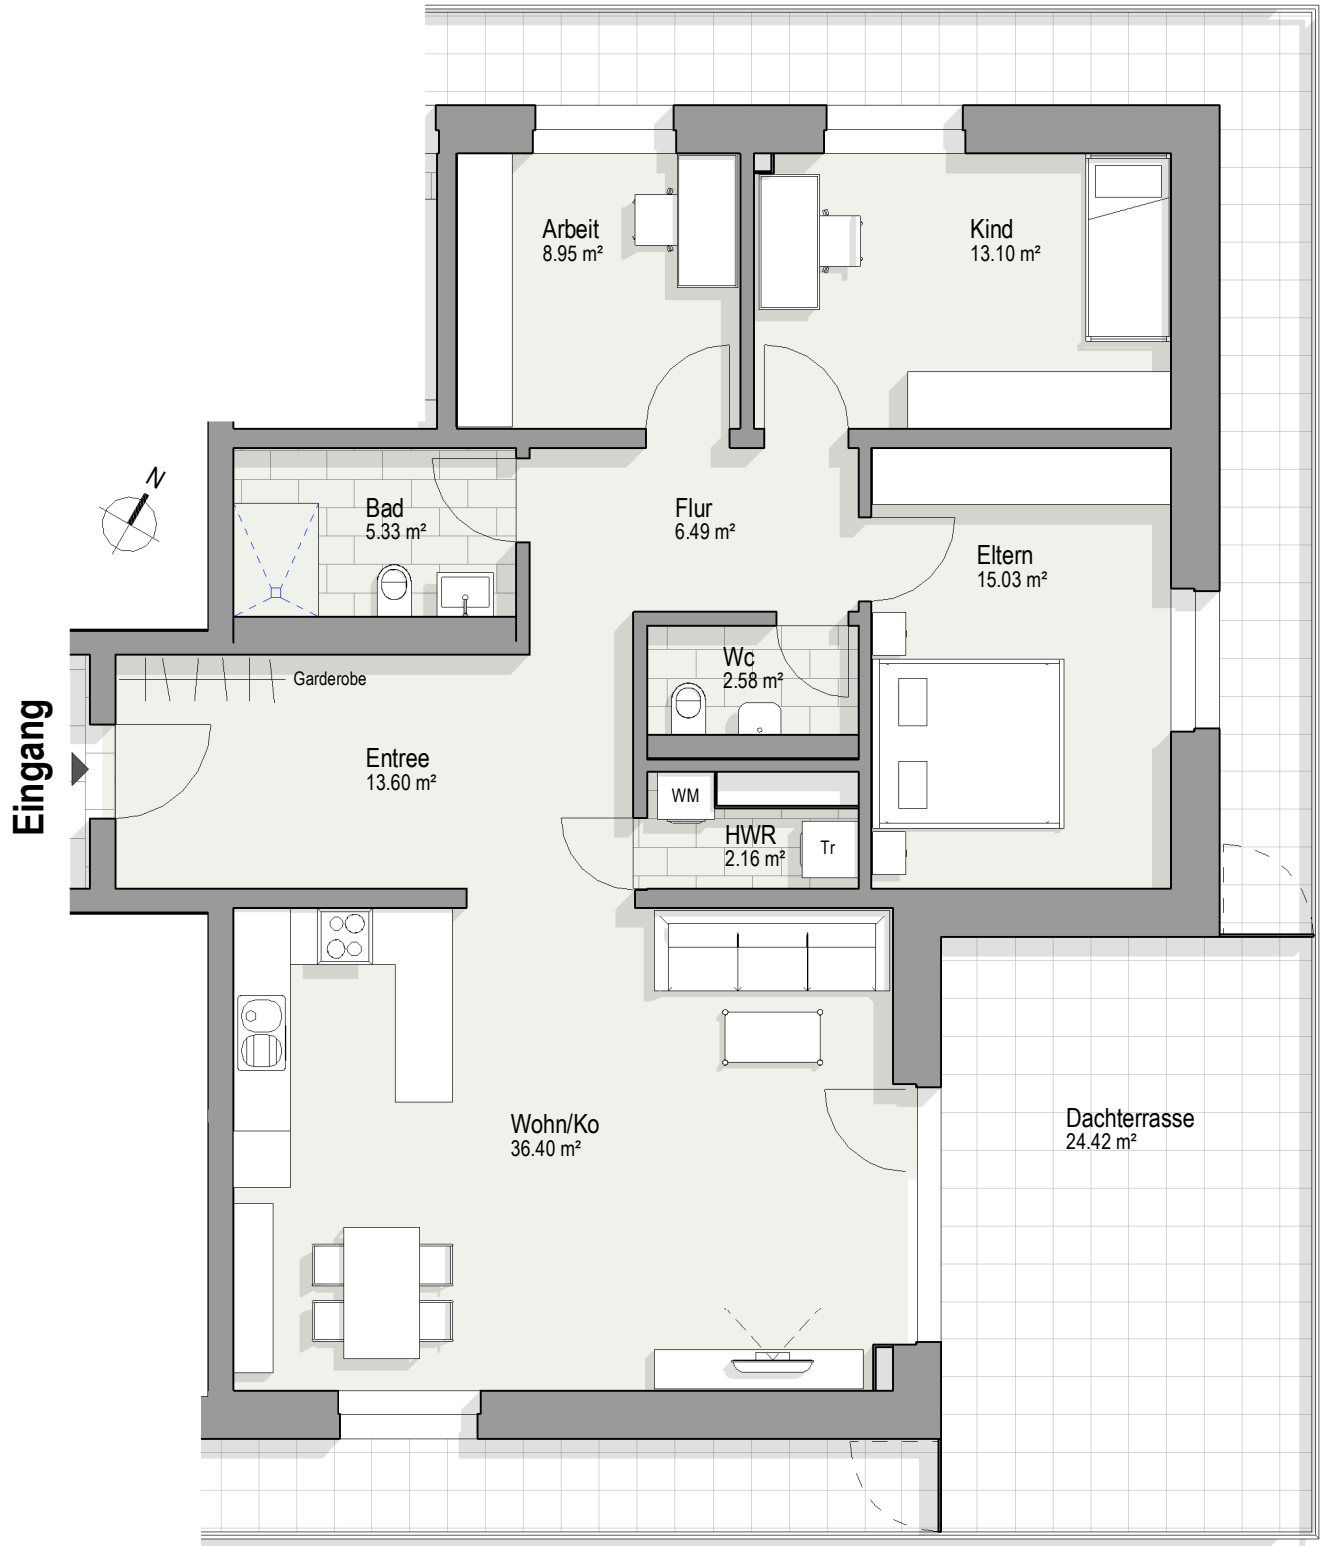 Arbeit
8.95 m²
Kind
13.10 m²
N
Bad
5.33 m²
Flur
6.49 m²
Eltern
15.03 m²
Wc
2.58 m²
Garderobe
Eingang
Entree
13.60 m²
WM
HWR
2.16 m²
Tr
Wohn/Ko
36.40 m²
Dachterrasse
24.42 m²